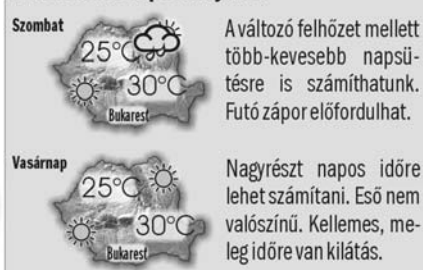 Szombat
25°C
30°C
Bukarest
A változó felhőzet mellett
több-kevesebb napsü-
tésre is számíthatunk.
Futó zápor előfordulhat.
Vasárnap
25°C
30°C
Bukarest
Nagyrészt napos időre
lehet számítani. Eső nem
valószínű. Kellemes, me-
leg időre van kilátás.